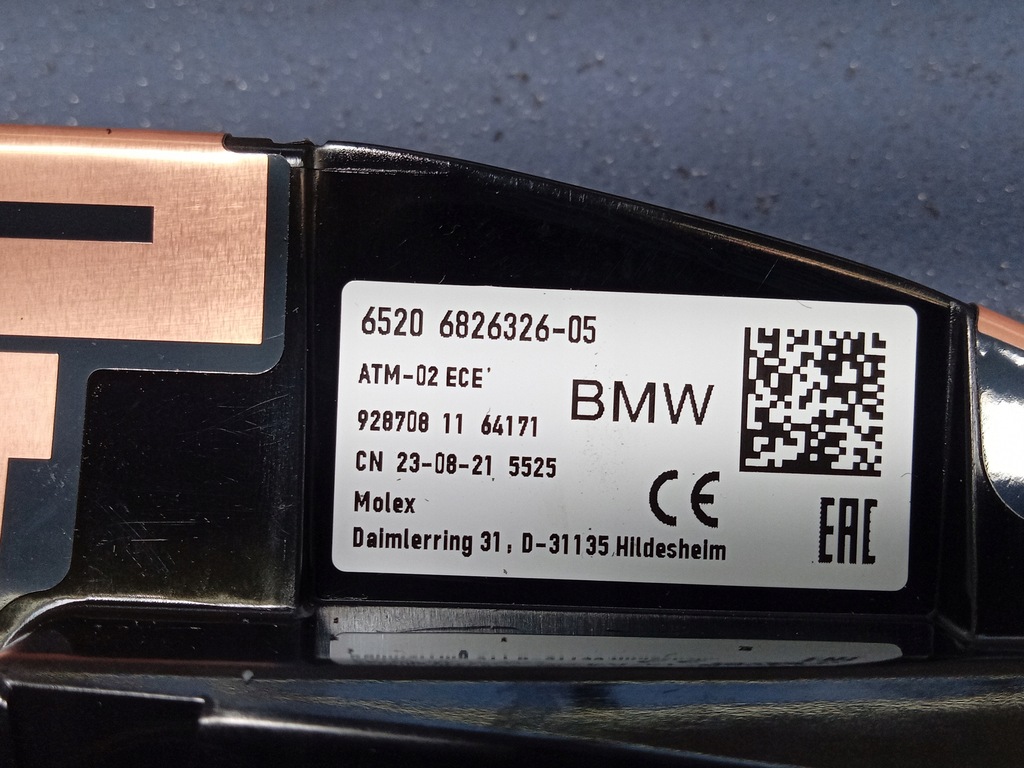 6520 6826326-05
ATM-02 ECE
928708 11 64171
BMW
CN 23-08-21 5525
Molex
CE
Daimlerring 31, D-31135 Hildesheim
EAC